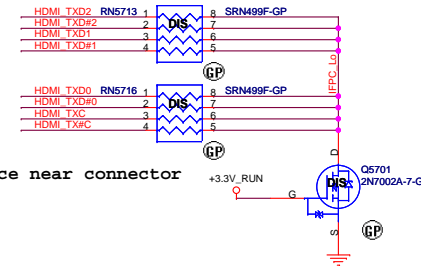 HDMI_TXD2 RN5713 1 8 SRN499F-GP
HDMI_TXD#2 2 DIS 7
HDMI_TXD1 3 6
HDMI_TXD#1 4 5
GP
IFPC_Lo
HDMI_TXD0 RN5716 1 8 SRN499F-GP
HDMI_TXD#0 2 DIS 7
HDMI_TXC 3 6
HDMI_TX#C 4 5
GP
ce near connector
+3.3V_RUN
D
Q5701
G DIS 2N7002A-7-G
S
GP